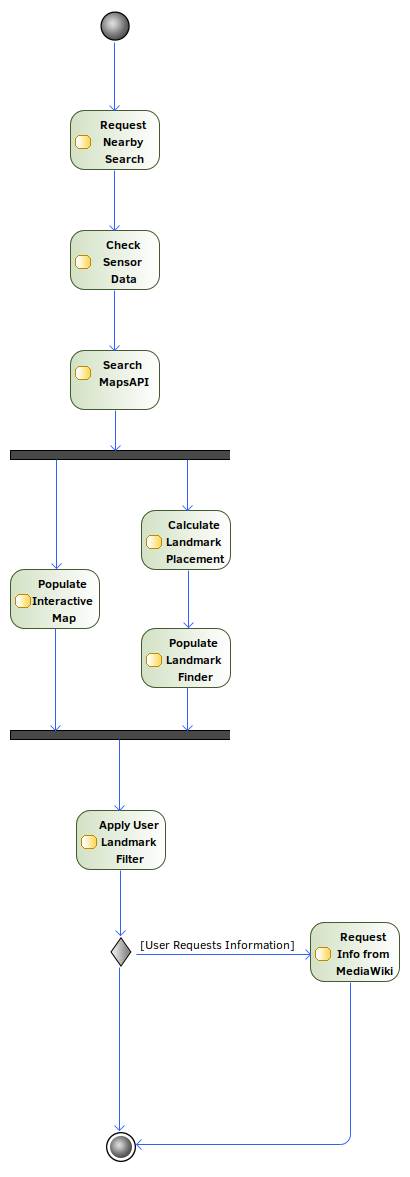 Request
Nearby
Search
Check
Sensor
Data
Search
MapsAPI
Calculate
Landmark
Placement
Populate
Interactive
Map
Populate
Landmark
Finder
Apply User
Landmark
Filter
[User Requests Information]
Request
Info from
MediaWiki